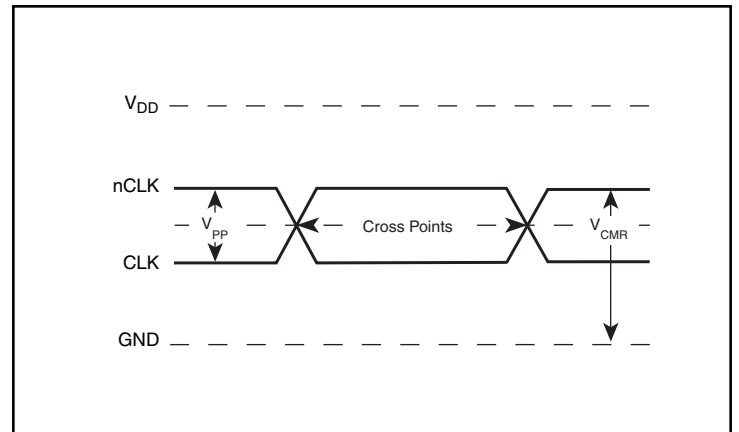 VDD
nCLK
VPP
Cross Points
VCMR
CLK
GND